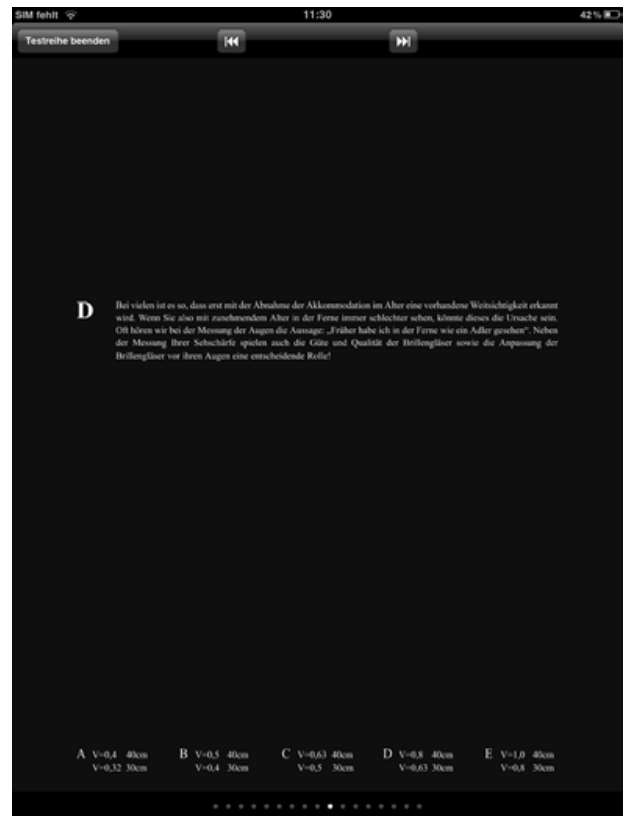 SIM fehlt 11:30 42 %
Testreihe beenden
D Bei vielen ist es so, dass erst mit der Abnahme der Akkommodation im Alter eine vorhandene Weitsichtigkeit erkannt
wird. Wenn Sie also mit zunehmendem Alter in der Ferne immer schlechter sehen, könnte dieses die Ursache sein.
Oft hören wir bei der Messung der Augen die Aussage: „Früher habe ich in der Ferne wie ein Adler gesehen“. Neben
der Messung Ihrer Sehschärfe spielen auch die Güte und Qualität der Brillengläser sowie die Anpassung der
Brillengläser vor ihren Augen eine entscheidende Rolle!
A V=0,4 40cm B V=0,5 40cm C V=0,63 40cm D V=0,8 40cm E V=1,0 40cm
V=0,32 30cm V=0,4 30cm V=0,5 30cm V=0,63 30cm V=0,8 30cm